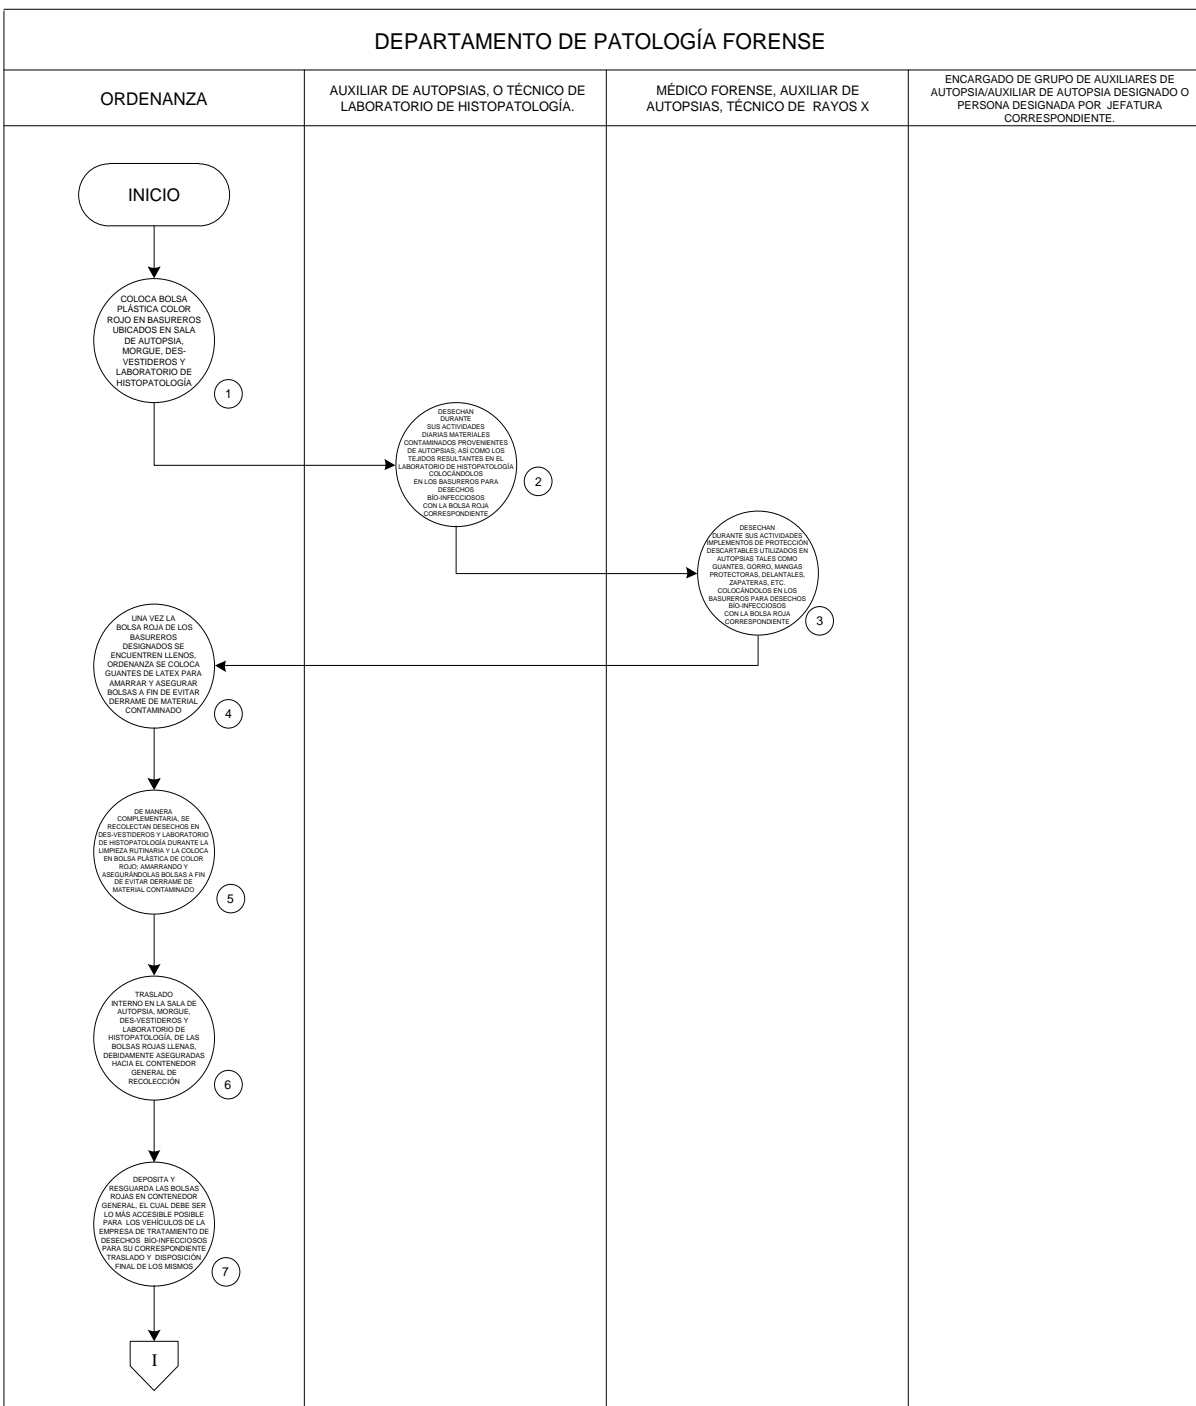 DEPARTAMENTO DE PATOLOGÍA FORENSE
ORDENANZA
AUXILIAR DE AUTOPSIAS, O TÉCNICO DE
LABORATORIO DE HISTOPATOLOGÍA.
MÉDICO FORENSE, AUXILIAR DE
AUTOPSIAS, TÉCNICO DE RAYOS X
ENCARGADO DE GRUPO DE AUXILIARES DE
AUTOPSIA/AUXILIAR DE AUTOPSIA DESIGNADO O
PERSONA DESIGNADA POR JEFATURA
CORRESPONDIENTE.
INICIO
COLOCA BOLSA
PLÁSTICA COLOR
ROJO EN BASUREROS
UBICADOS EN SALA
DE AUTOPSIA,
MORGUE, DES-
VESTIDEROS Y
LABORATORIO DE
HISTOPATOLOGÍA
1
DESECHAN
DURANTE
SUS ACTIVIDADES
DIARIAS MATERIALES
CONTAMINADOS PROVENIENTES
DE AUTOPSIAS; ASÍ COMO LOS
TEJIDOS RESULTANTES EN EL
LABORATORIO DE HISTOPATOLOGÍA
COLOCÁNDOLOS
EN LOS BASUREROS PARA
DESECHOS
BÍO-INFECCIOSOS
CON LA BOLSA ROJA
CORRESPONDIENTE
2
DESECHAN
DURANTE SUS ACTIVIDADES
IMPLEMENTOS DE PROTECCIÓN
DESCARTABLES UTILIZADOS EN
AUTOPSIAS TALES COMO
GUANTES, GORRO, MANGAS
PROTECTORAS, DELANTALES,
ZAPATERAS, ETC.
COLOCÁNDOLOS EN LOS
BASUREROS PARA DESECHOS
BÍO-INFECCIOSOS
CON LA BOLSA ROJA
CORRESPONDIENTE
3
UNA VEZ LA
BOLSA ROJA DE LOS
BASUREROS
DESIGNADOS SE
ENCUENTREN LLENOS,
ORDENANZA SE COLOCA
GUANTES DE LATEX PARA
AMARRAR Y ASEGURAR
BOLSAS A FIN DE EVITAR
DERRAME DE MATERIAL
CONTAMINADO
4
DE MANERA
COMPLEMENTARIA, SE
RECOLECTAN DESECHOS EN
DES-VESTIDEROS Y LABORATORIO
DE HISTOPATOLOGÍA DURANTE LA
LIMPIEZA RUTINARIA Y LA COLOCA
EN BOLSA PLÁSTICA DE COLOR
ROJO; AMARRANDO Y
ASEGURÁNDOLAS BOLSAS A FIN
DE EVITAR DERRAME DE
MATERIAL CONTAMINADO
5
TRASLADO
INTERNO EN LA SALA DE
AUTOPSIA, MORGUE,
DES-VESTIDEROS Y
LABORATORIO DE
HISTOPATOLOGÍA, DE LAS
BOLSAS ROJAS LLENAS,
DEBIDAMENTE ASEGURADAS
HACIA EL CONTENEDOR
GENERAL DE
RECOLECCIÓN
6
DEPOSITA Y
RESGUARDA LAS BOLSAS
ROJAS EN CONTENEDOR
GENERAL, EL CUAL DEBE SER
LO MÁS ACCESIBLE POSIBLE
PARA LOS VEHÍCULOS DE LA
EMPRESA DE TRATAMIENTO DE
DESECHOS BÍO-INFECCIOSOS
PARA SU CORRESPONDIENTE
TRASLADO Y DISPOSICIÓN
FINAL DE LOS MISMOS
7
I